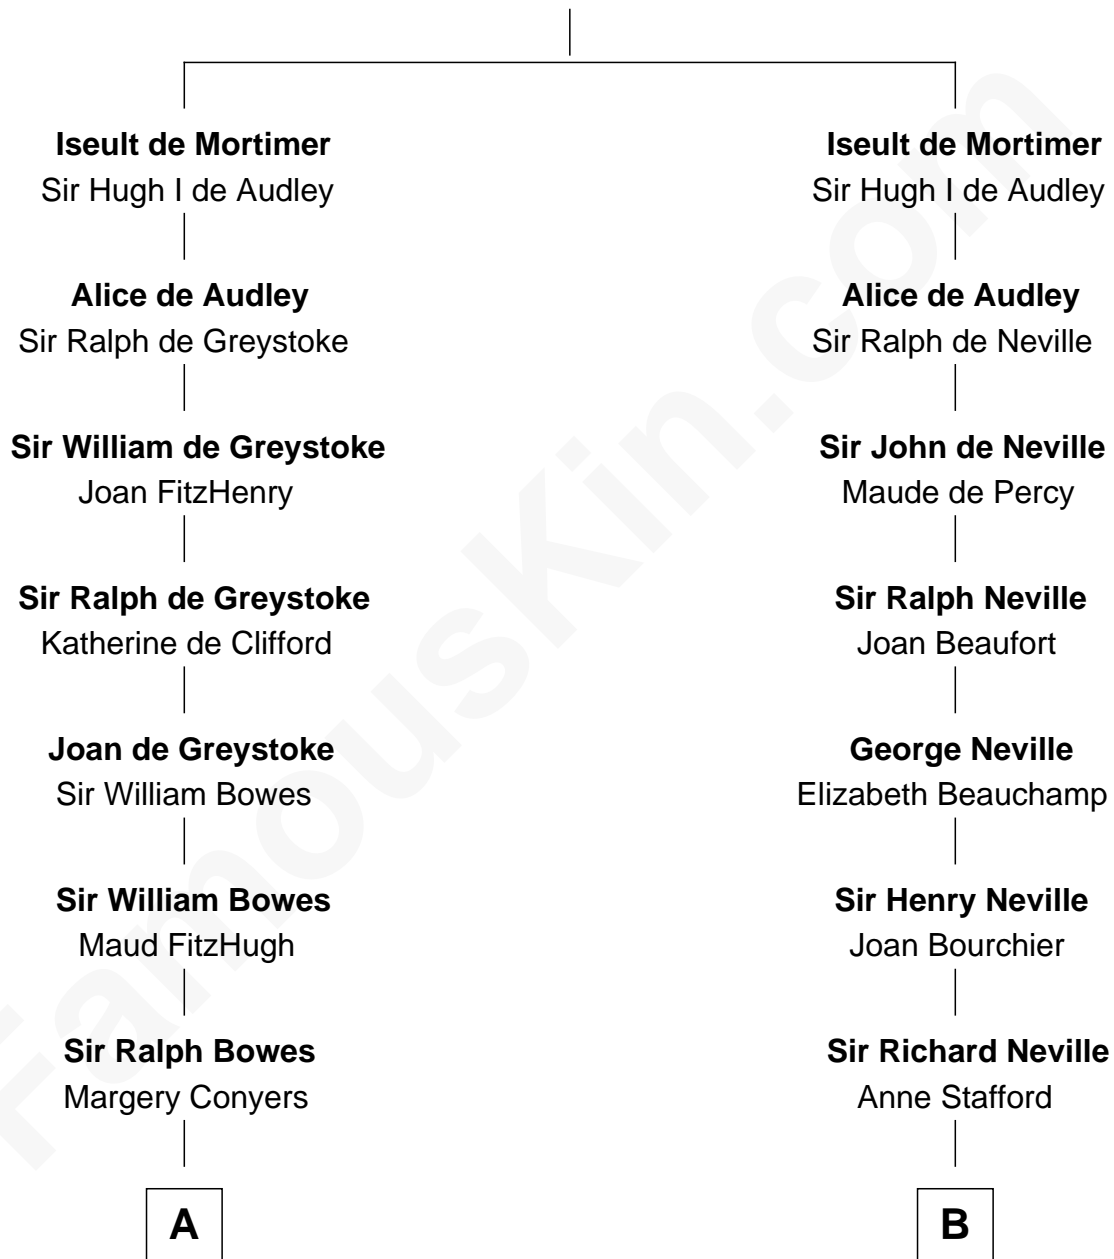 Iseult de Mortimer
Sir Hugh I de Audley
Alice de Audley
Sir Ralph de Greystoke
Sir William de Greystoke
Joan FitzHenry
Sir Ralph de Greystoke
Katherine de Clifford
Joan de Greystoke
Sir William Bowes
Sir William Bowes
Maud FitzHugh
Sir Ralph Bowes
Margery Conyers
A
Iseult de Mortimer
Sir Hugh I de Audley
Alice de Audley
Sir Ralph de Neville
Sir John de Neville
Maude de Percy
Sir Ralph Neville
Joan Beaufort
George Neville
Elizabeth Beauchamp
Sir Henry Neville
Joan Bourchier
Sir Richard Neville
Anne Stafford
B
FamousKin.com